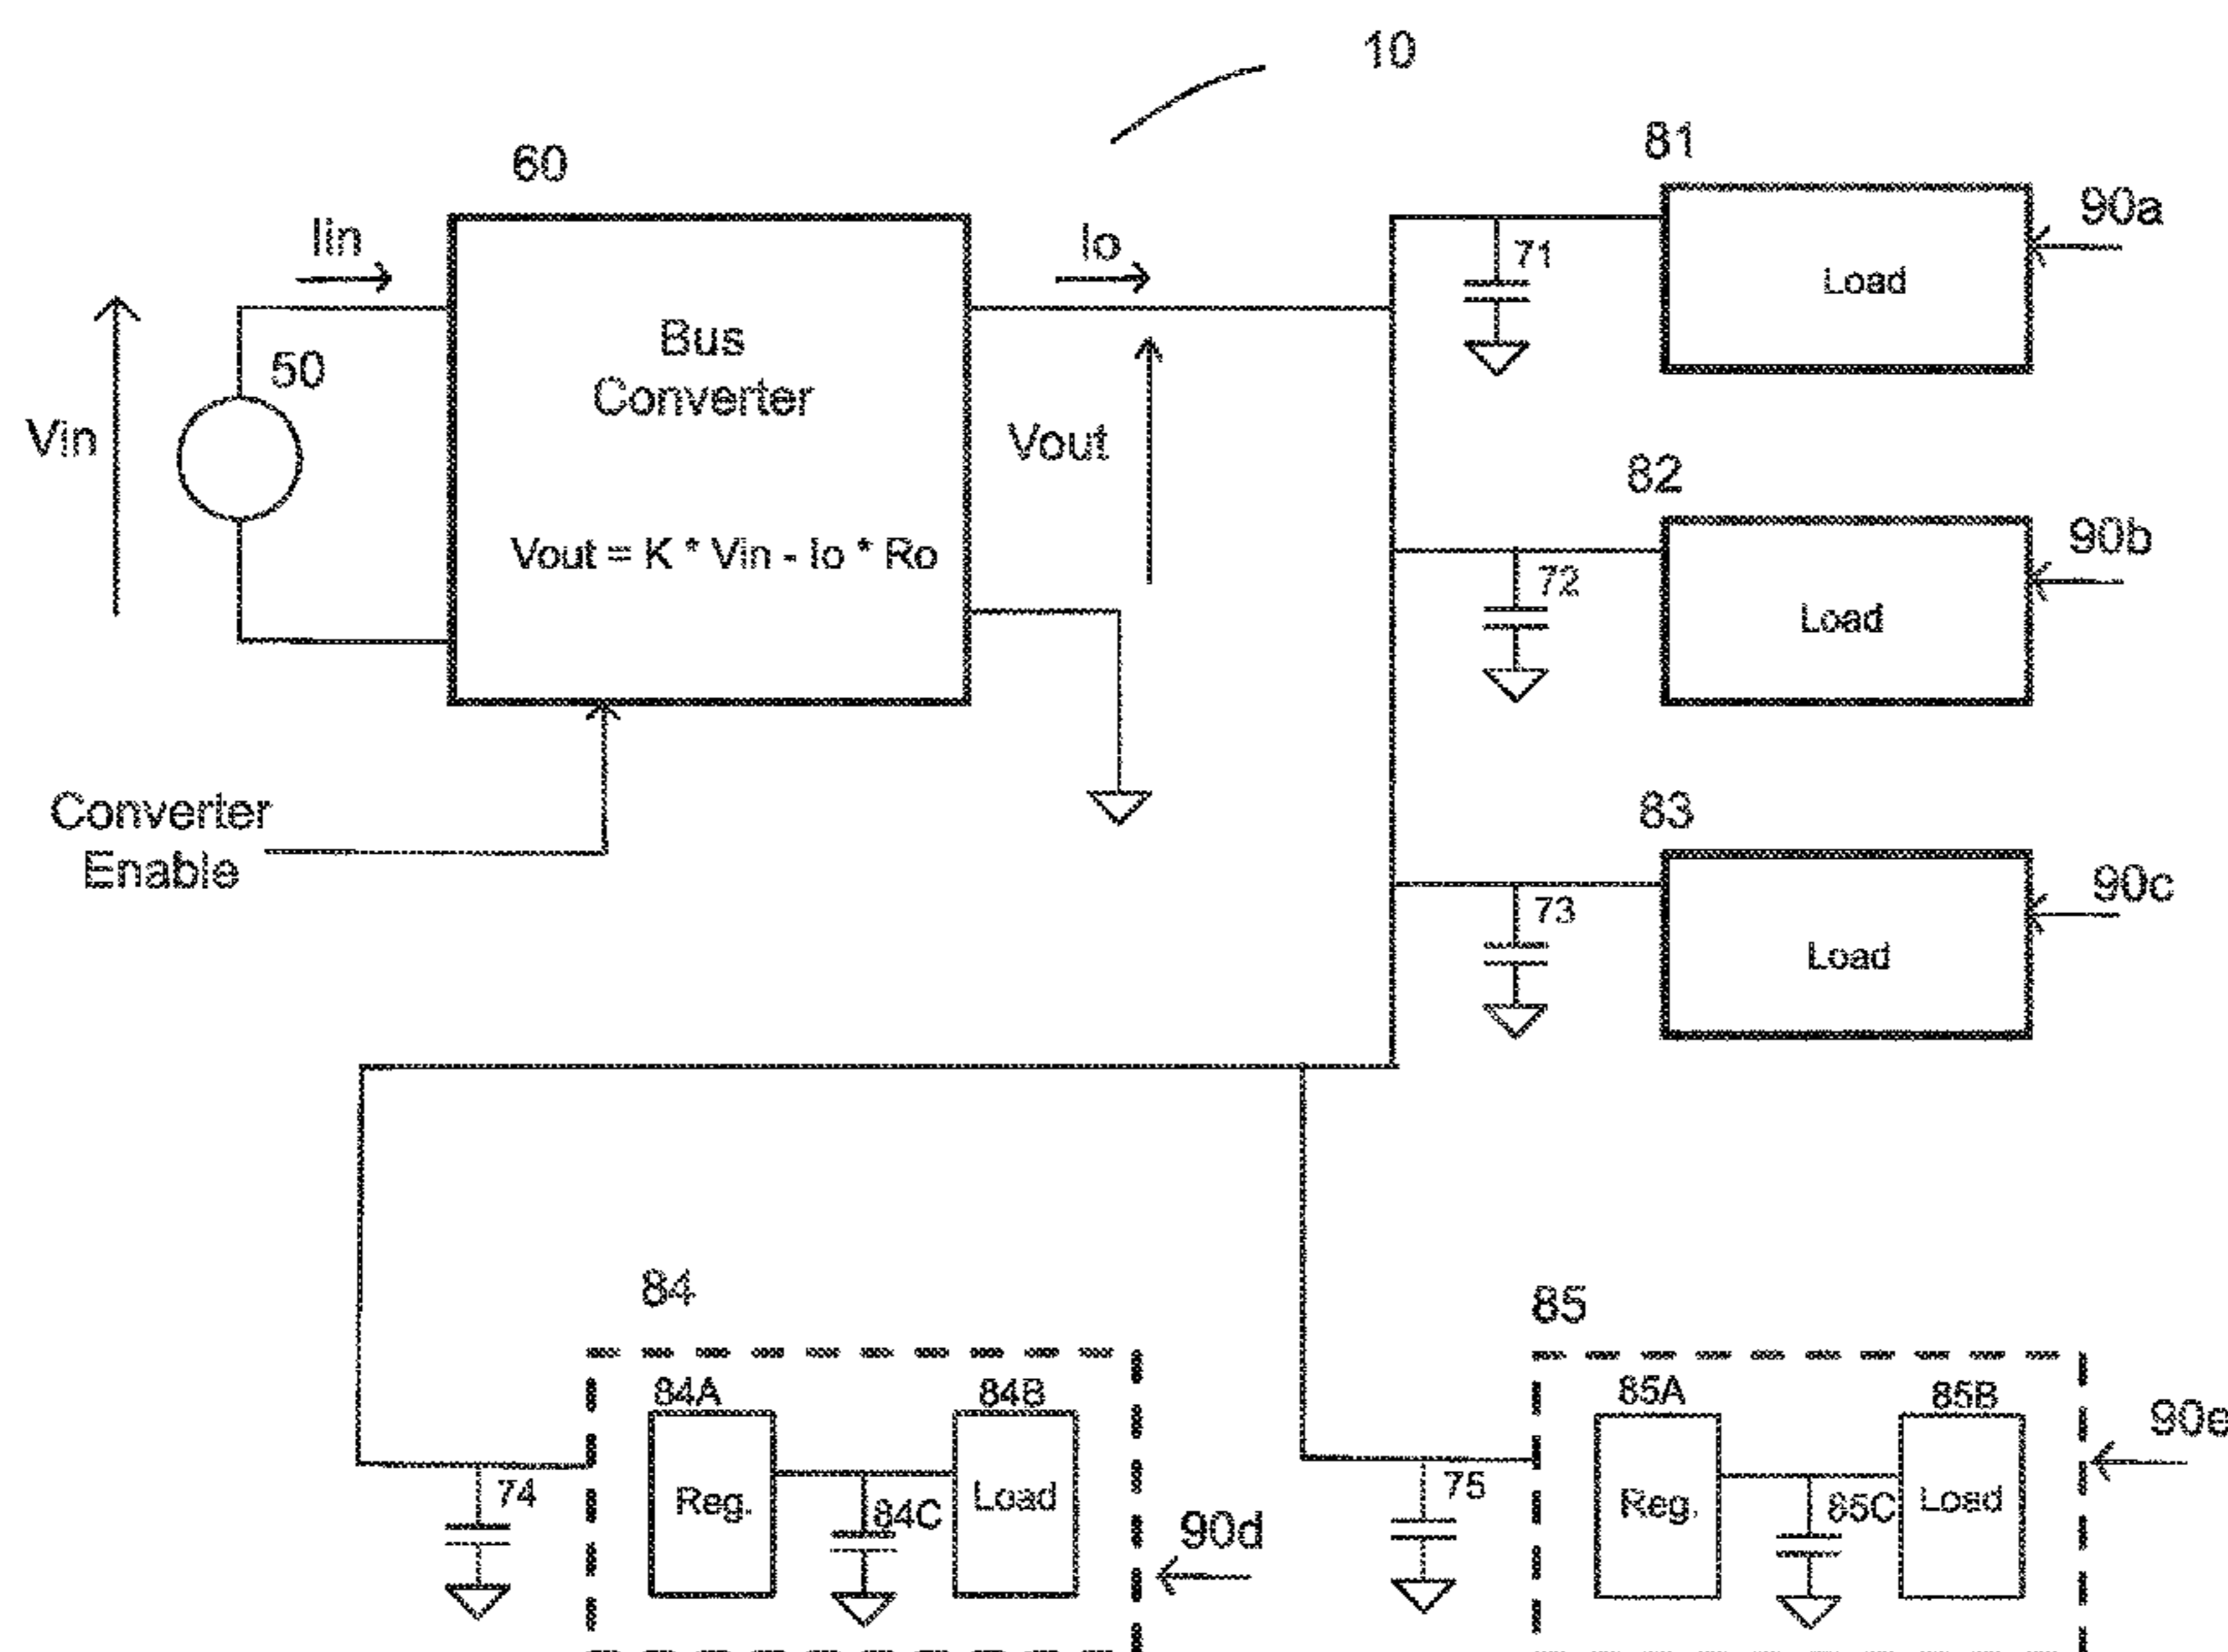 10
60
81
Iin
Io
90a
71
Load
50
Bus
Converter
Vin
Vout
82
90b
Vout = K * Vin - Io * Ro
72
Load
Converter
Enable
83
90c
73
Load
84
85
84A
84B
85A
85B
90e
74
Reg.
84C
Load
75
Reg.
85C
Load
90d